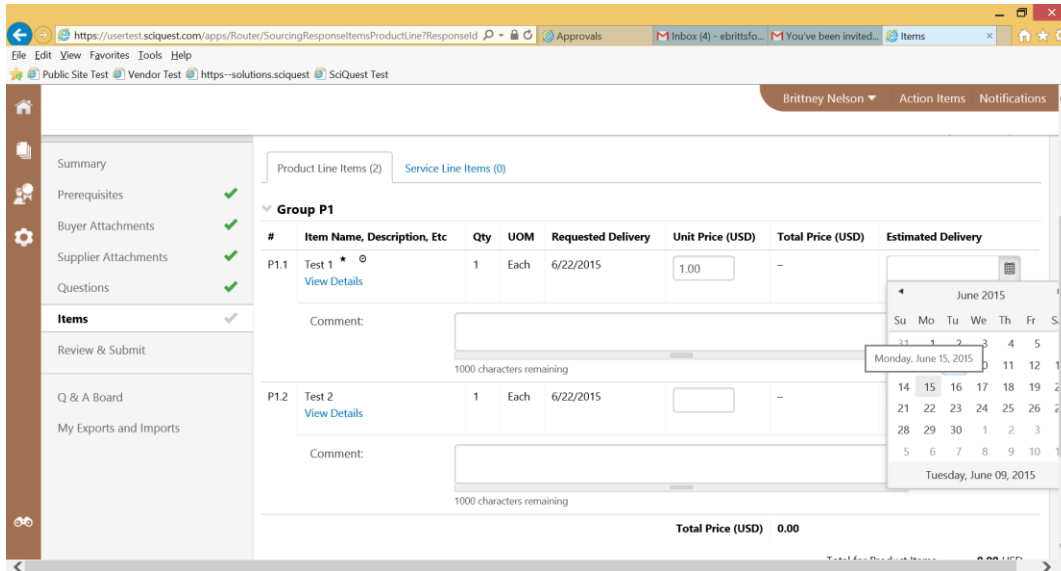 https://usertest.sciquest.com/apps/Router/SourcingResponseItemsProductLine?ResponseId Approvals Inbox (4) - ebrittsfo... You've been invited... Items
File Edit View Favorites Tools Help
Public Site Test Vendor Test https--solutions.sciquest SciQuest Test
Brittney Nelson Action Items Notifications
Summary
Prerequisites
Buyer Attachments
Supplier Attachments
Questions
Items
Review & Submit
Q & A Board
My Exports and Imports
Product Line Items (2) Service Line Items (0)
Group P1
# Item Name, Description, Etc Qty UOM Requested Delivery Unit Price (USD) Total Price (USD) Estimated Delivery
P1.1 Test 1 1 Each 6/22/2015 1.00 –
View Details
Comment:
1000 characters remaining
P1.2 Test 2 1 Each 6/22/2015 –
View Details
Comment:
1000 characters remaining
Total Price (USD) 0.00
June 2015
Su Mo Tu We Th Fr
31 1 2 3 4 5
Monday, June 15, 2015
11 12
14 15 16 17 18 19
21 22 23 24 25 26
28 29 30 1 2 3
5 6 7 8 9 10
Tuesday, June 09, 2015